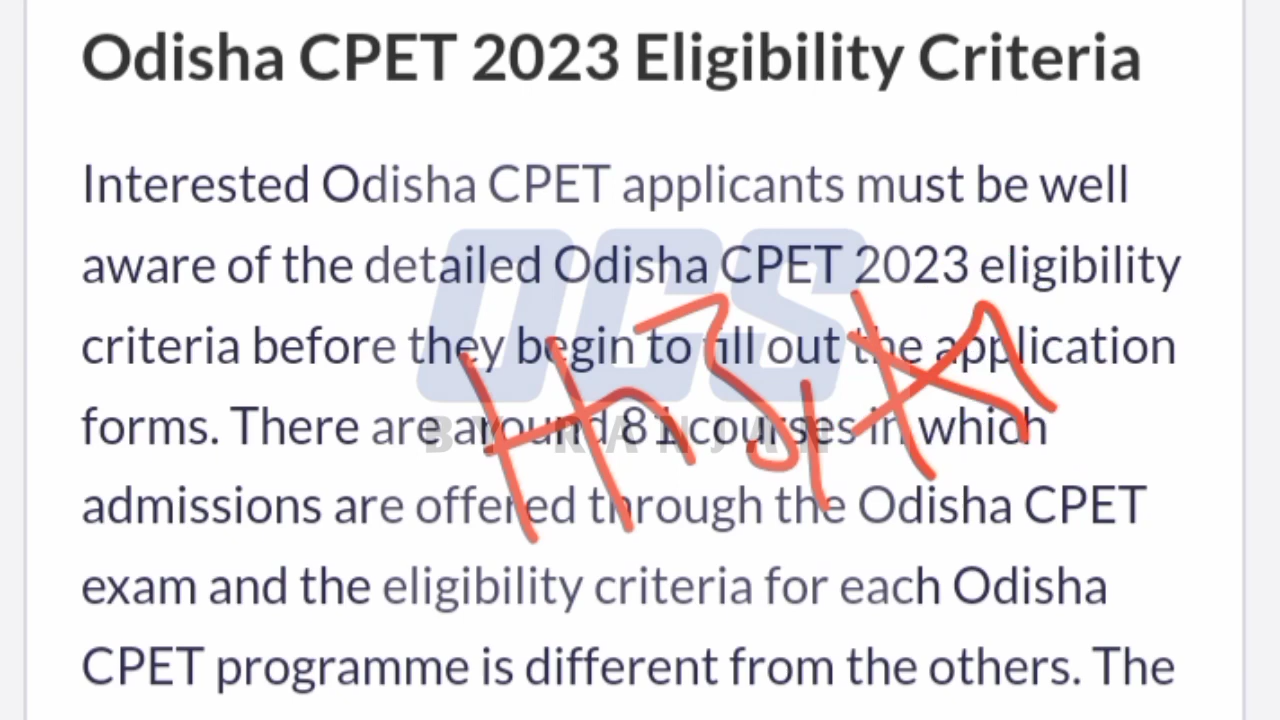 Odisha CPET 2023 Eligibility Criteria
Interested Odisha CPET applicants must be well
aware of the detailed Odisha CPET 2023 eligibility
criteria before they begin to fill out the application
forms. There are around 81 courses in which
admissions are offered through the Odisha CPET
exam and the eligibility criteria for each Odisha
CPET programme is different from the others. The
OCS